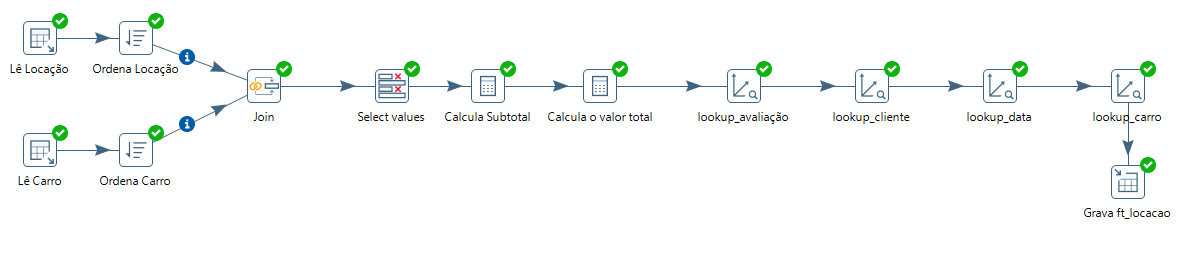 Lê Locação
Ordena Locação
Join
Select values
Calcula Subtotal
Calcula o valor total
lookup_avaliação
lookup_cliente
lookup_data
lookup_carro
Lê Carro
Ordena Carro
Grava ft_locacao